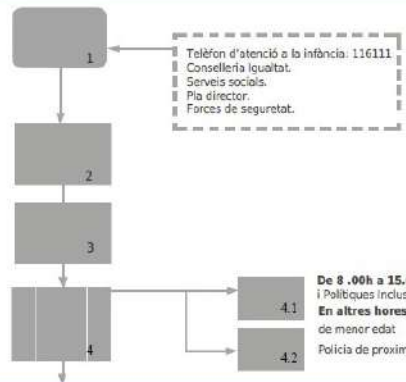 1
Telèfon d'atenció a la infància: 116111
Conselleria Igualtat.
Serveis socials.
Pla director.
Forces de seguretat.
2
3
4
4.1
De 8 .00h a 15.
i Polítiques Inclus
En altres hores
de menor edat
4.2
Policia de proxim